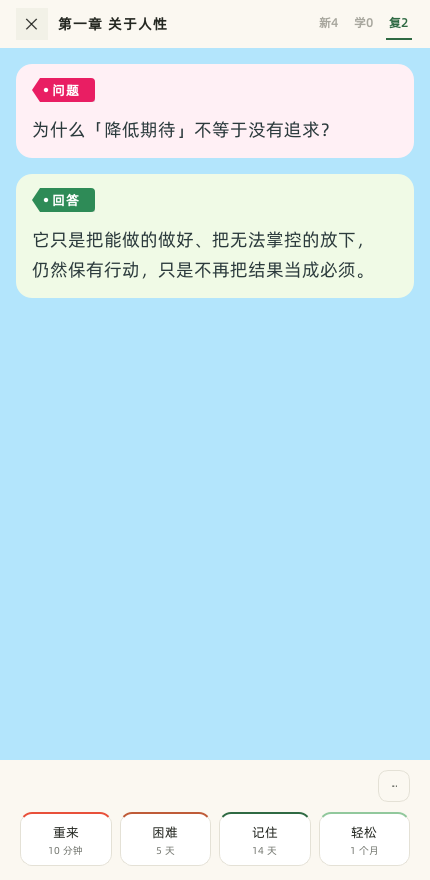 第一章 关于人性
新4 学0 复2
问题
为什么「降低期待」不等于没有追求?
回答
它只是把能做的做好、把无法掌控的放下,
仍然保有行动, 只是不再把结果当成必须。
重来 困难 记住 轻松
10 分钟 5 天 14 天 1 个月